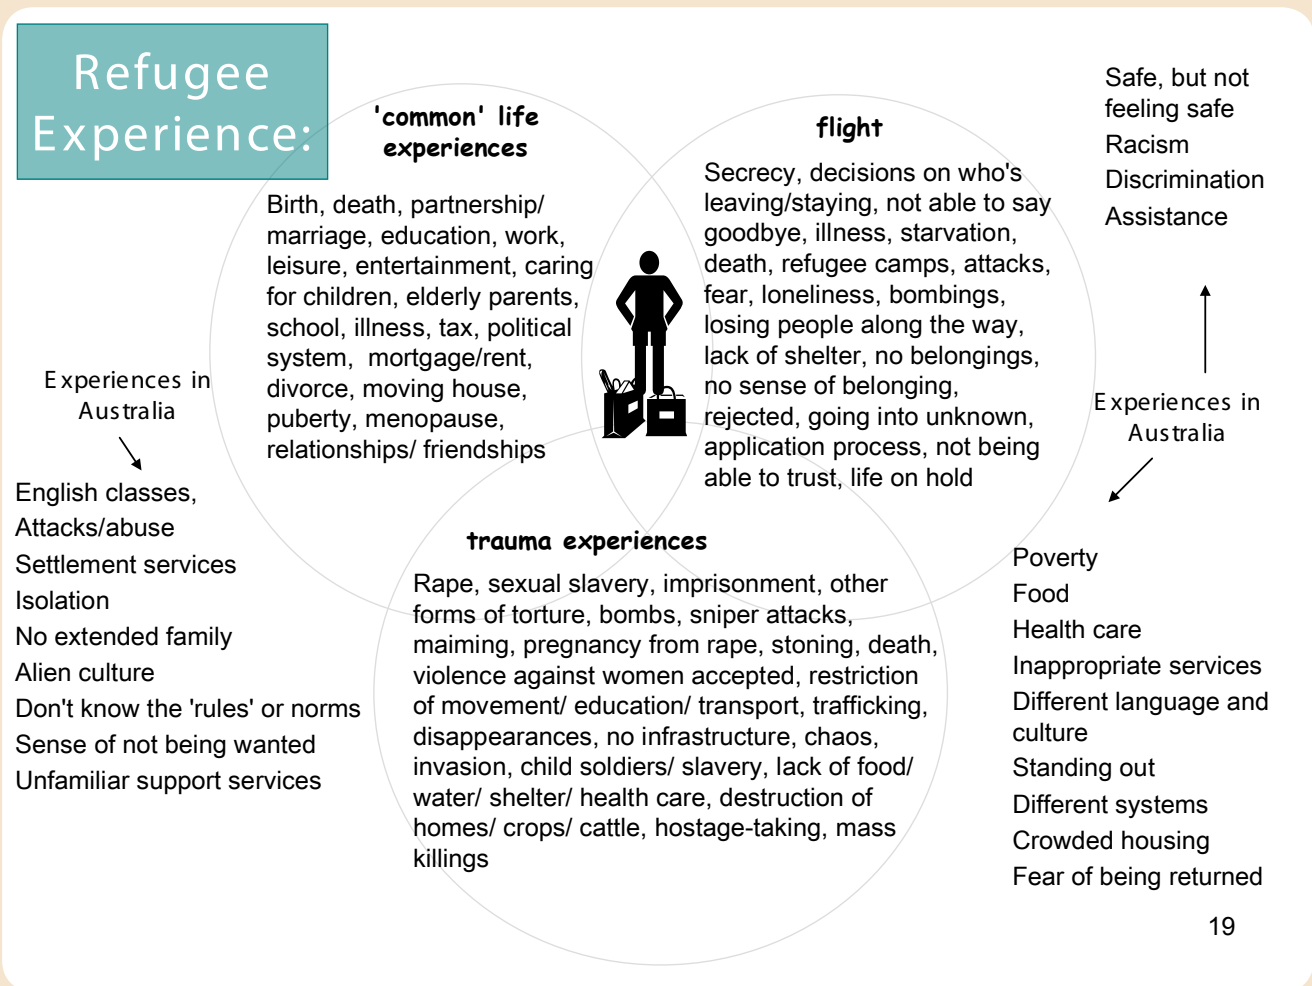 Refugee
Experience:
'common' life
experiences
Birth, death, partnership/
marriage, education, work,
leisure, entertainment, caring
for children, elderly parents,
school, illness, tax, political
system, mortgage/rent,
divorce, moving house,
puberty, menopause,
relationships/ friendships
flight
Secrecy, decisions on who's
leaving/staying, not able to say
goodbye, illness, starvation,
death, refugee camps, attacks,
fear, loneliness, bombings,
losing people along the way,
lack of shelter, no belongings,
no sense of belonging,
rejected, going into unknown,
application process, not being
able to trust, life on hold
Safe, but not
feeling safe
Racism
Discrimination
Assistance
Experiences in
Australia
English classes,
Attacks/abuse
Settlement services
Isolation
No extended family
Alien culture
Don't know the 'rules' or norms
Sense of not being wanted
Unfamiliar support services
trauma experiences
Rape, sexual slavery, imprisonment, other
forms of torture, bombs, sniper attacks,
maiming, pregnancy from rape, stoning, death,
violence against women accepted, restriction
of movement/ education/ transport, trafficking,
disappearances, no infrastructure, chaos,
invasion, child soldiers/ slavery, lack of food/
water/ shelter/ health care, destruction of
homes/ crops/ cattle, hostage-taking, mass
killings
Experiences in
Australia
Poverty
Food
Health care
Inappropriate services
Different language and
culture
Standing out
Different systems
Crowded housing
Fear of being returned
19